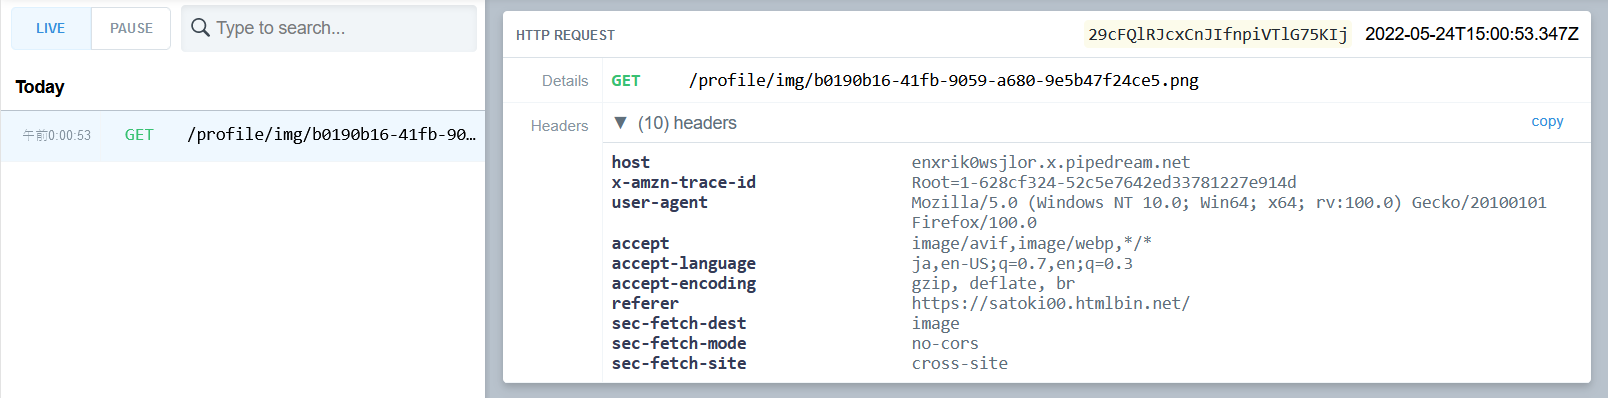 LIVE PAUSE Type to search...
Today
午前0:00:53 GET /profile/img/b0190b16-41fb-90…
HTTP REQUEST 29cFQlRJcxCnJIfnpiVTlG75KIj 2022-05-24T15:00:53.347Z
Details GET /profile/img/b0190b16-41fb-9059-a680-9e5b47f24ce5.png
Headers ▼ (10) headers copy
host enxrik0wsjlor.x.pipedream.net
x-amzn-trace-id Root=1-628cf324-52c5e7642ed33781227e914d
user-agent Mozilla/5.0 (Windows NT 10.0; Win64; x64; rv:100.0) Gecko/20100101
Firefox/100.0
accept image/avif,image/webp,*/*
accept-language ja,en-US;q=0.7,en;q=0.3
accept-encoding gzip, deflate, br
referer https://satoki00.htmlbin.net/
sec-fetch-dest image
sec-fetch-mode no-cors
sec-fetch-site cross-site